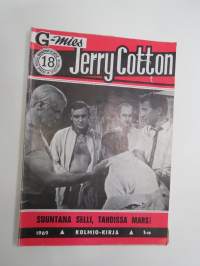 G-mies
Jerry Cotton
18
SUUNTANA SELLI, TAHDISSA MARS!
1969 ▲ KOLMIO-KIRJA ▲